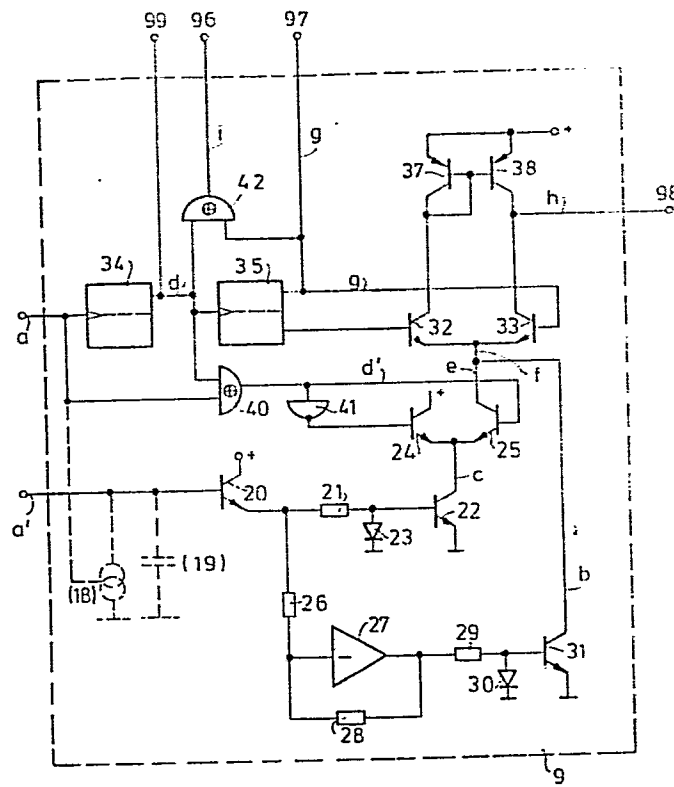 99 96 97
i g
+
37 38
42 h 98
34 35
d g
a 32 33
e d' f
40 41 +
24 25
+ c
20 21 22
a' 23
(18) (19) b
26
27 29 31
30
28
9